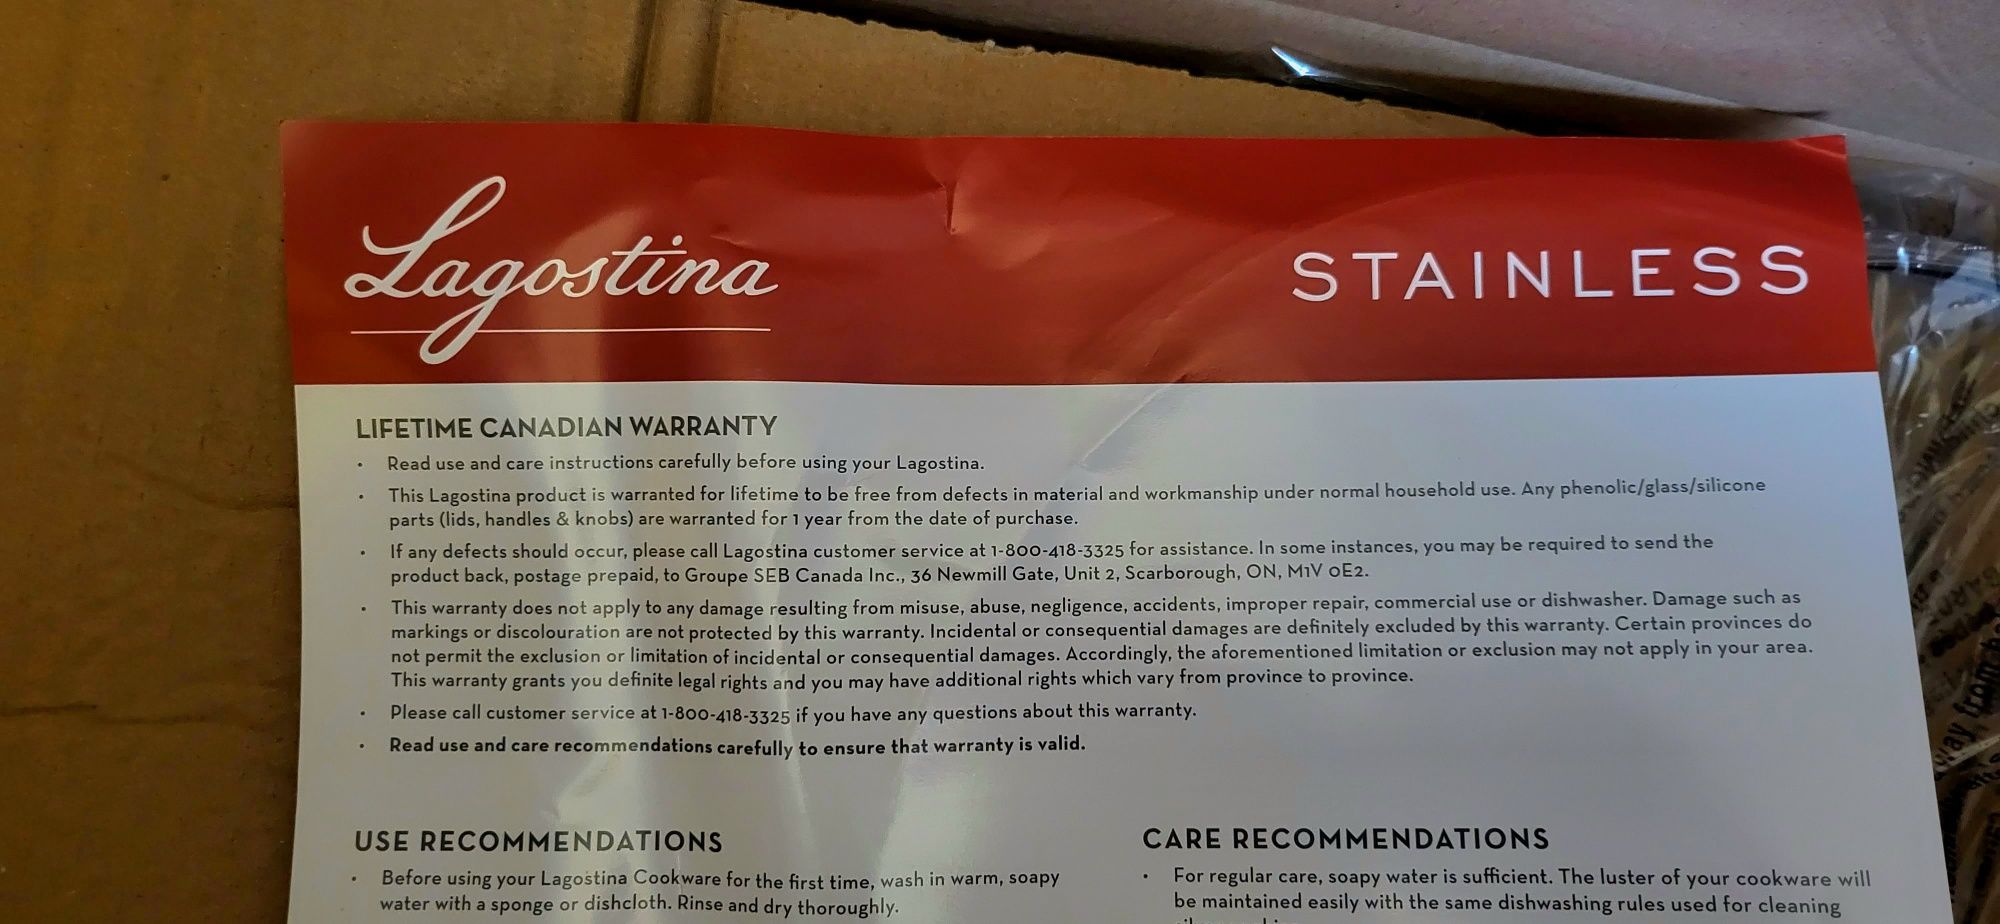 Lagostina
STAINLESS
LIFETIME CANADIAN WARRANTY
• Read use and care instructions carefully before using your Lagostina.
• This Lagostina product is warranted for lifetime to be free from defects in material and workmanship under normal household use. Any phenolic/glass/silicone
parts (lids, handles & knobs) are warranted for 1 year from the date of purchase.
• If any defects should occur, please call Lagostina customer service at 1-800-418-3325 for assistance. In some instances, you may be required to send the
product back, postage prepaid, to Groupe SEB Canada Inc., 36 Newmill Gate, Unit 2, Scarborough, ON, M1V 0E2.
• This warranty does not apply to any damage resulting from misuse, abuse, negligence, accidents, improper repair, commercial use or dishwasher. Damage such as
markings or discolouration are not protected by this warranty. Incidental or consequential damages are definitely excluded by this warranty. Certain provinces do
not permit the exclusion or limitation of incidental or consequential damages. Accordingly, the aforementioned limitation or exclusion may not apply in your area.
This warranty grants you definite legal rights and you may have additional rights which vary from province to province.
• Please call customer service at 1-800-418-3325 if you have any questions about this warranty.
• Read use and care recommendations carefully to ensure that warranty is valid.
USE RECOMMENDATIONS
• Before using your Lagostina Cookware for the first time, wash in warm, soapy
water with a sponge or dishcloth. Rinse and dry thoroughly.
CARE RECOMMENDATIONS
• For regular care, soapy water is sufficient. The luster of your cookware will
be maintained easily with the same dishwashing rules used for cleaning
way from